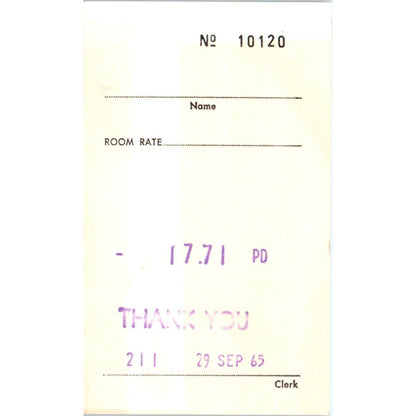 Nº 10120
Name
ROOM RATE
- 17.71 PD
THANK YOU
211 29 SEP 65
Clerk